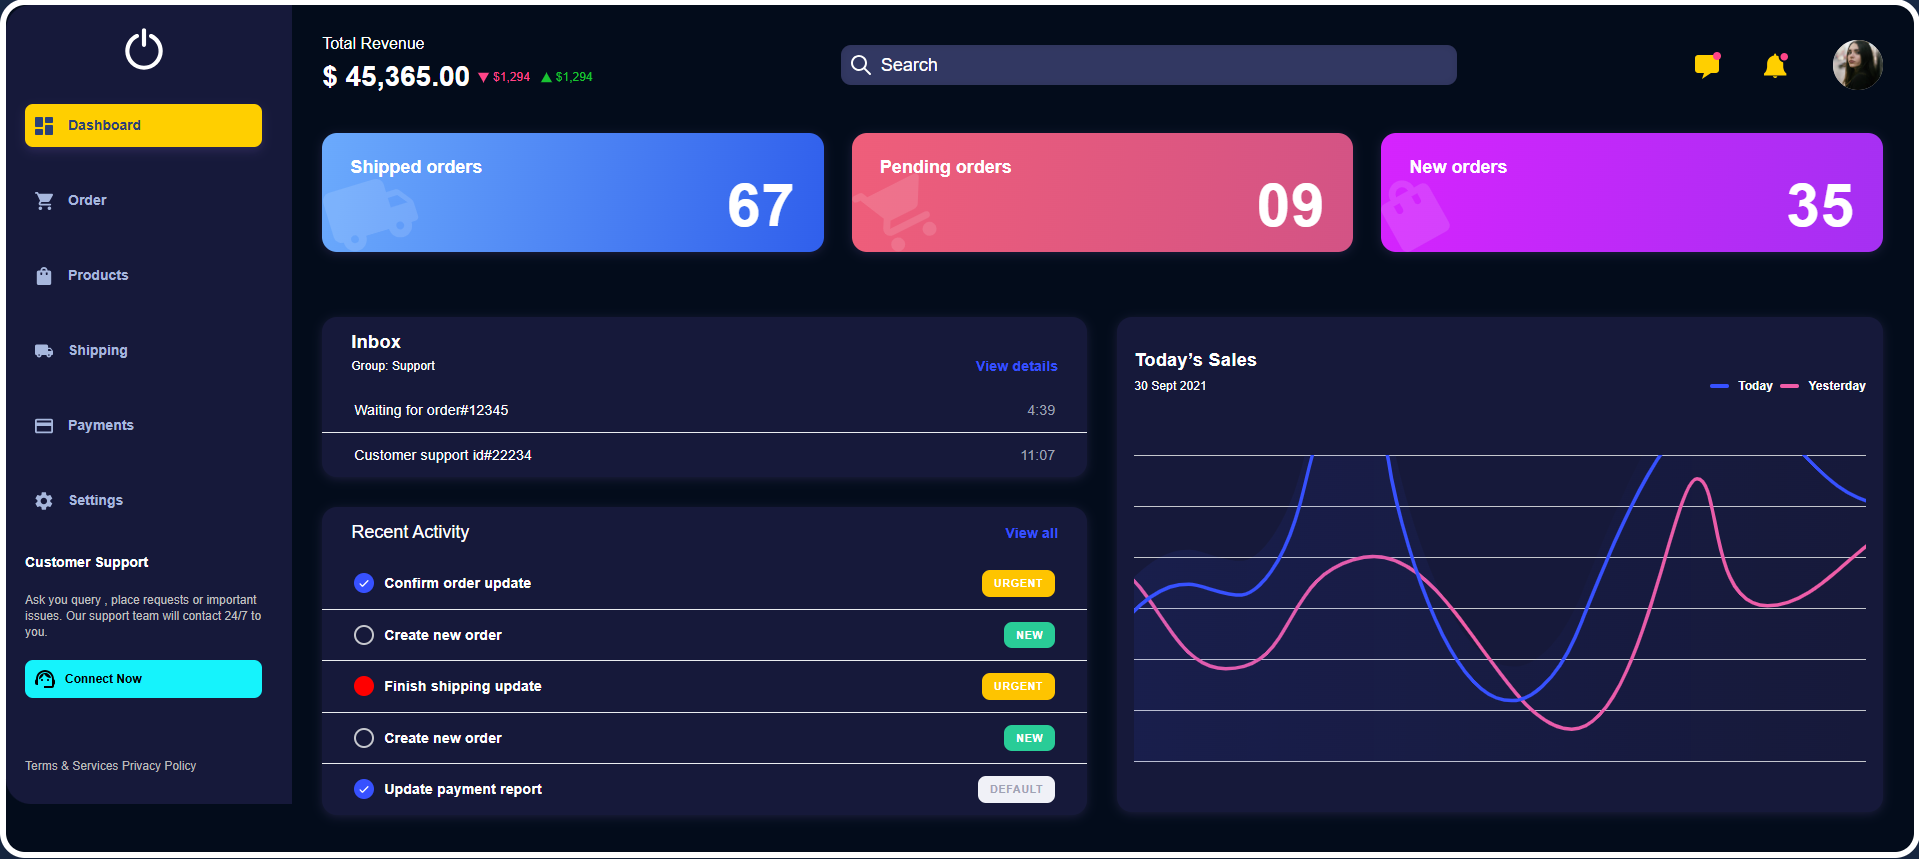 Total Revenue
$ 45,365.00 $1,294 $1,294
Search
Dashboard
Order
Products
Shipping
Payments
Settings
Customer Support
Ask you query , place requests or important
issues. Our support team will contact 24/7 to
you.
Connect Now
Terms & Services Privacy Policy
Shipped orders
67
Pending orders
09
New orders
35
Inbox
Group: Support
View details
Waiting for order#12345 4:39
Customer support id#22234 11:07
Recent Activity View all
Confirm order update URGENT
Create new order NEW
Finish shipping update URGENT
Create new order NEW
Update payment report DEFAULT
Today’s Sales
30 Sept 2021
Today Yesterday